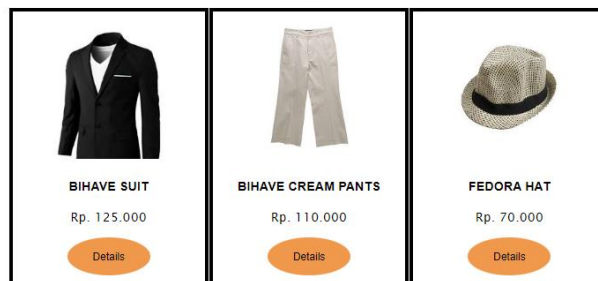 BIHAVE SUIT
Rp. 125.000
Details
BIHAVE CREAM PANTS
Rp. 110.000
Details
FEDORA HAT
Rp. 70.000
Details